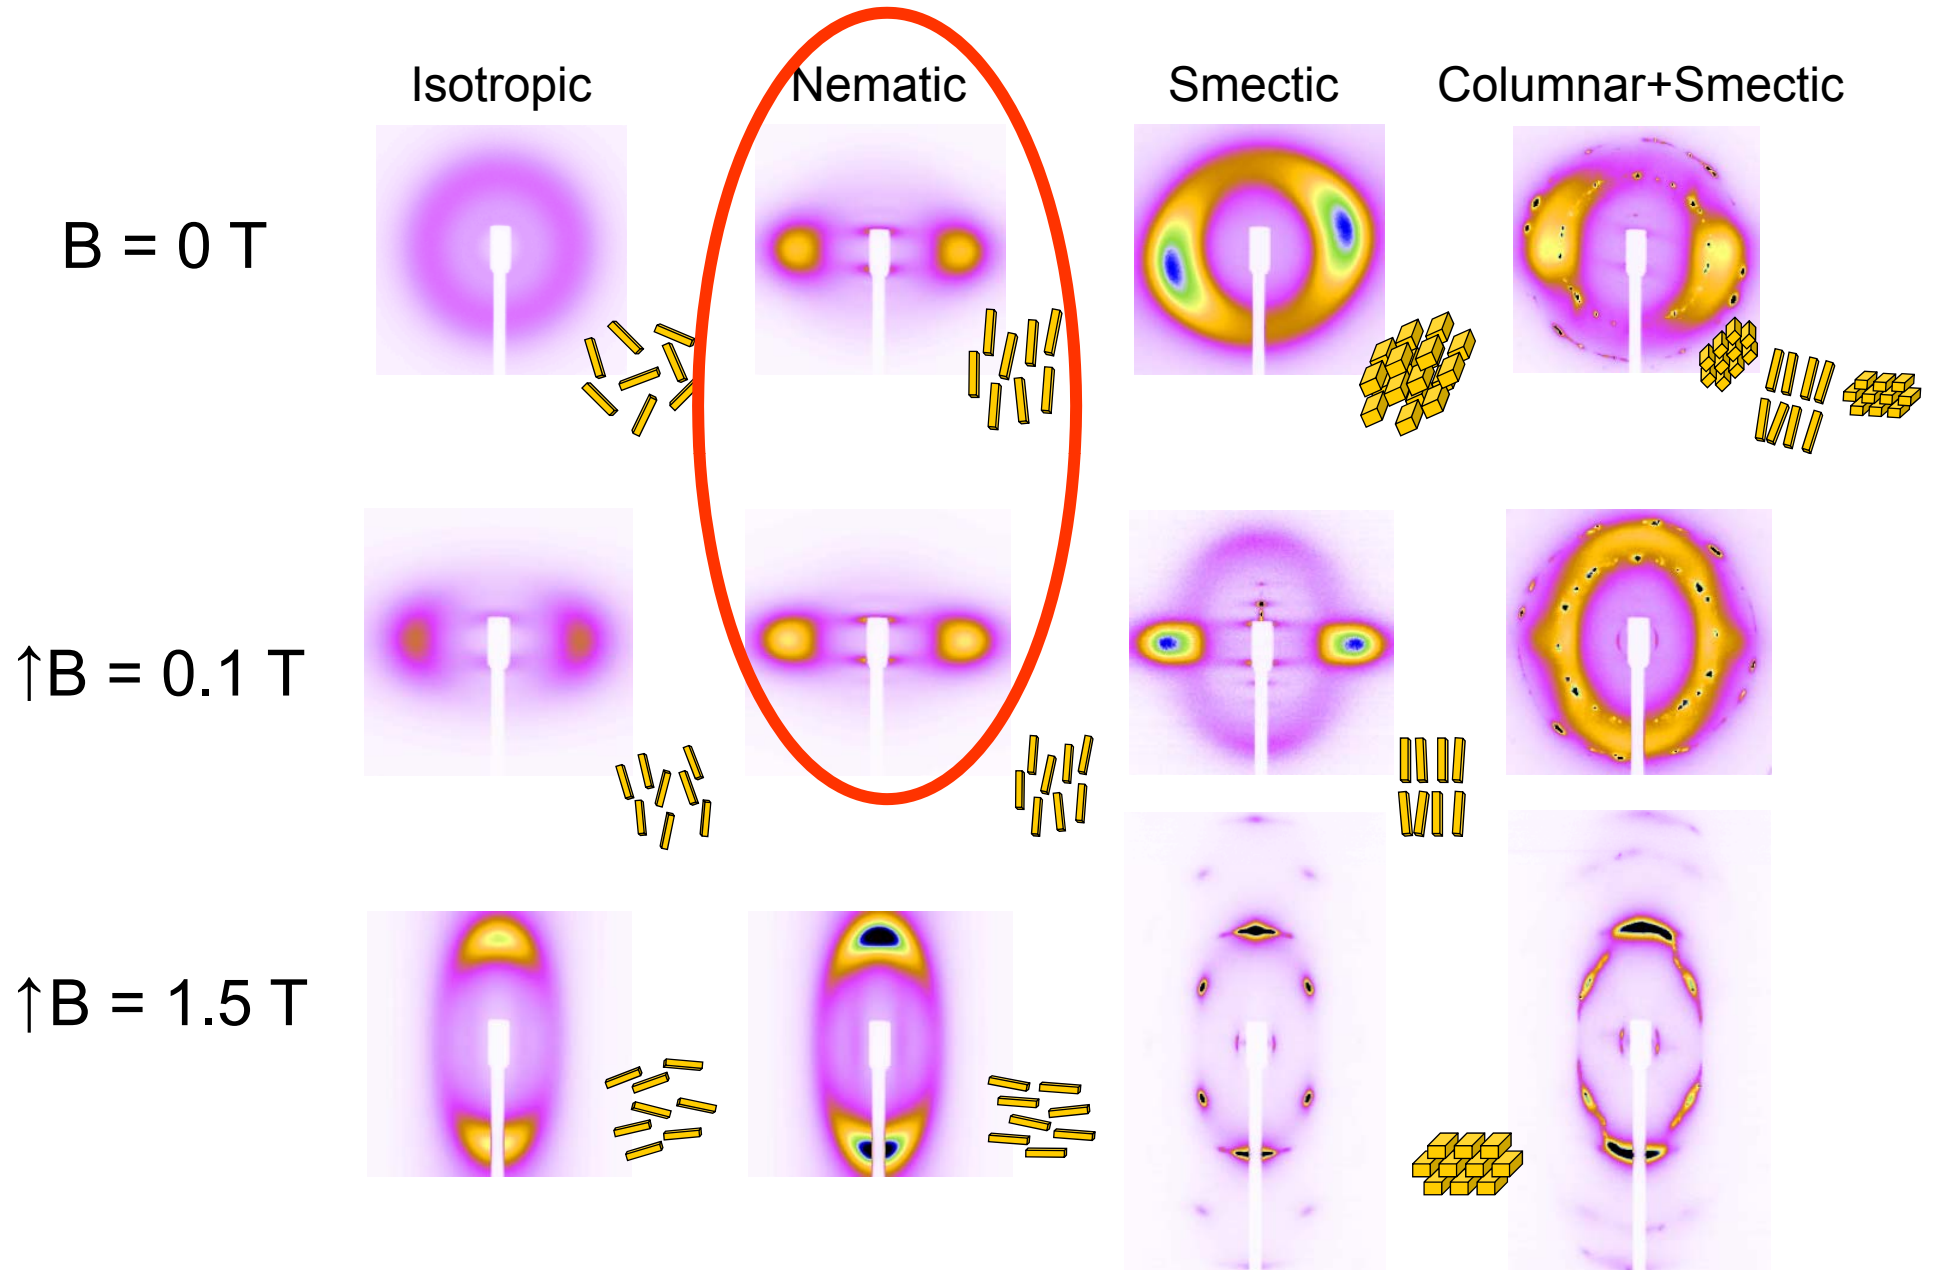 Isotropic
Nematic
Smectic
Columnar+Smectic
B = 0 T
↑B = 0.1 T
↑B = 1.5 T